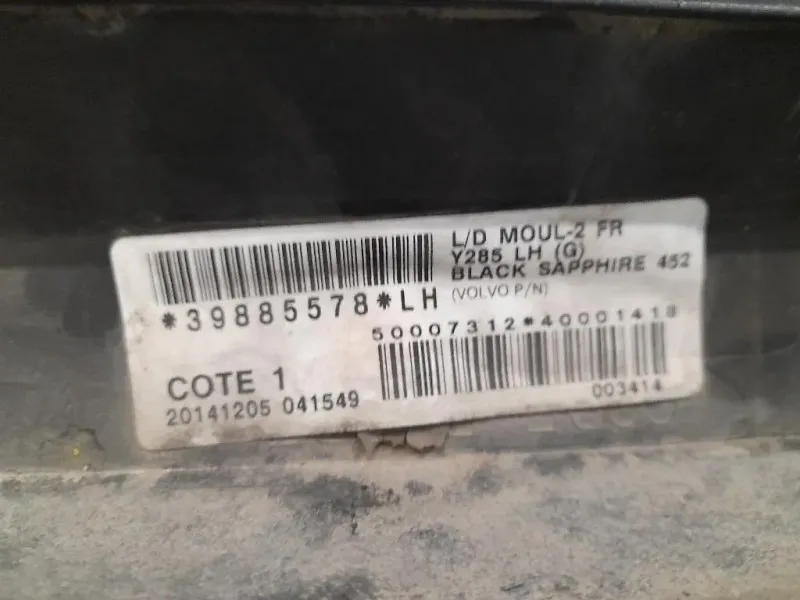 L/D MOUL-2 FR
Y285 LH (G)
BLACK SAPPHIRE 452
*39885578*LH
(VOLVO P/N)
50007312*40001418
COTE 1
20141205 041549
003414